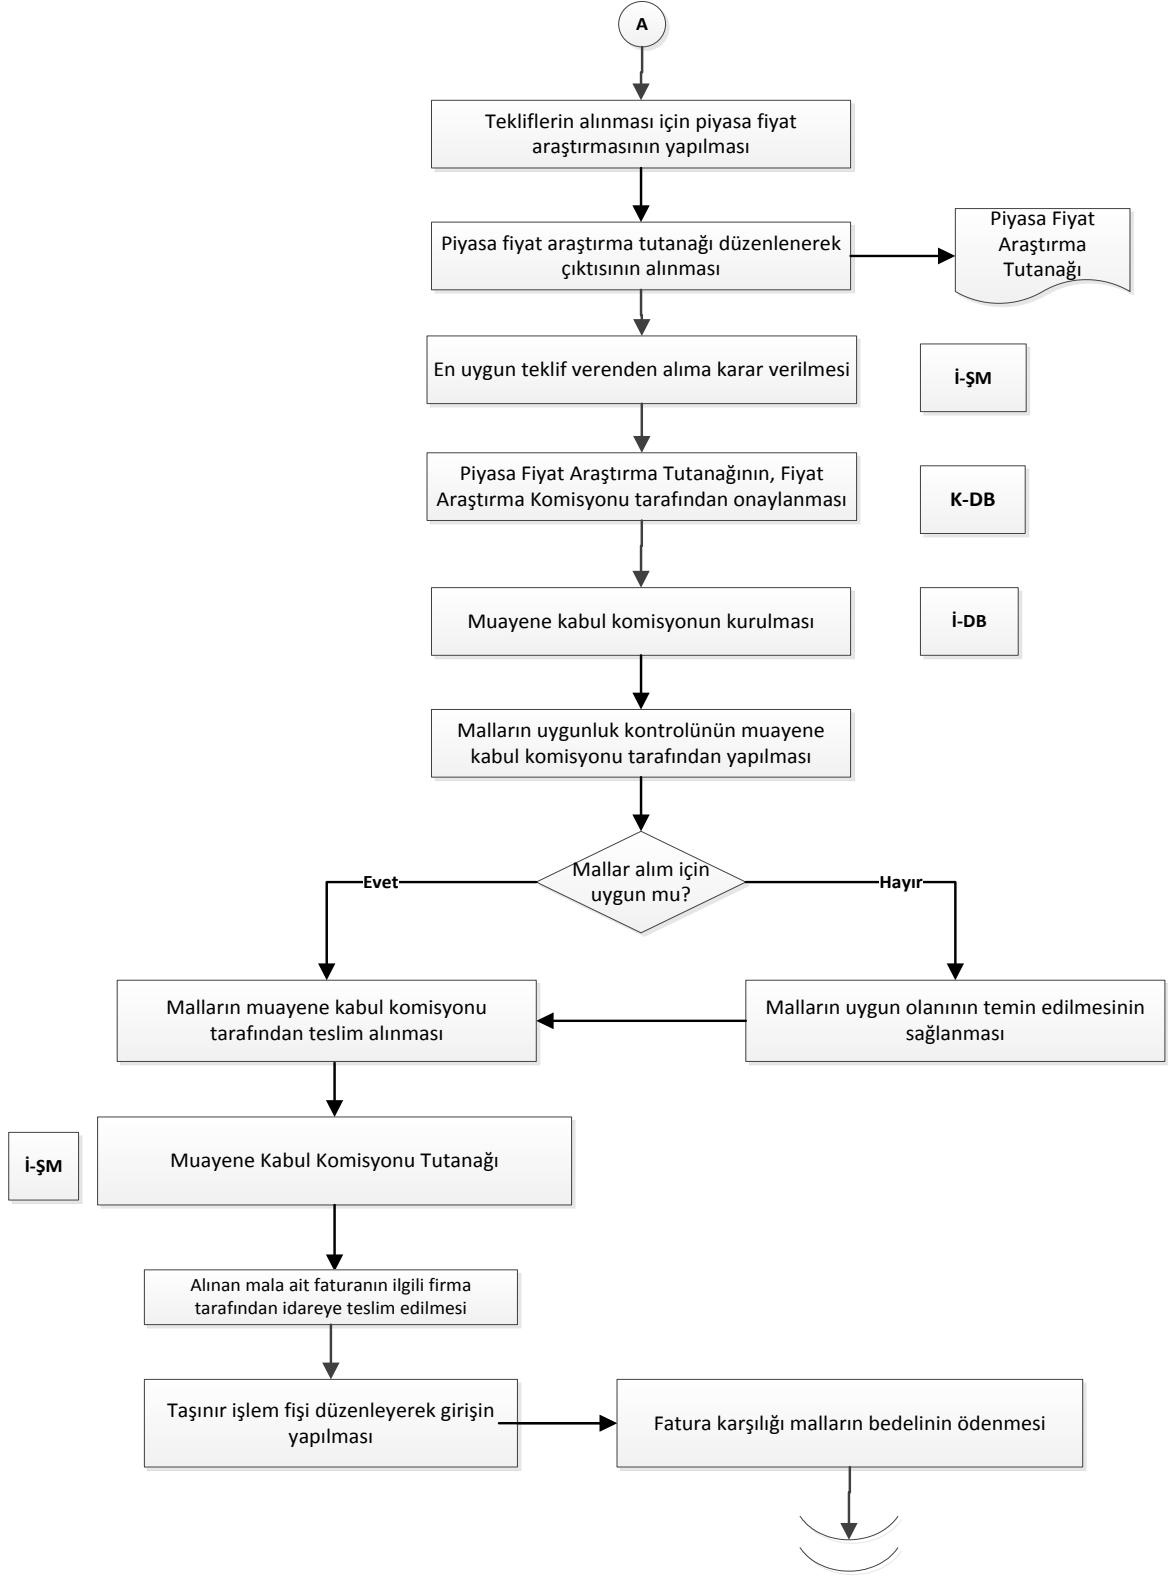 A
Tekliflerin alınması için piyasa fiyat
araştırmasının yapılması
Piyasa fiyat araştırma tutanağı düzenlenerek
çıktısının alınması
Piyasa Fiyat
Araştırma
Tutanağı
En uygun teklif verenden alıma karar verilmesi
İ-ŞM
Piyasa Fiyat Araştırma Tutanağının, Fiyat
Araştırma Komisyonu tarafından onaylanması
K-DB
Muayene kabul komisyonun kurulması
İ-DB
Malların uygunluk kontrolünün muayene
kabul komisyonu tarafından yapılması
Mallar alım için
uygun mu?
Evet
Hayır
Malların muayene kabul komisyonu
tarafından teslim alınması
Malların uygun olanının temin edilmesinin
sağlanması
İ-ŞM
Muayene Kabul Komisyonu Tutanağı
Alınan mala ait faturanın ilgili firma
tarafından idareye teslim edilmesi
Taşınır işlem fişi düzenleyerek girişin
yapılması
Fatura karşılığı malların bedelinin ödenmesi